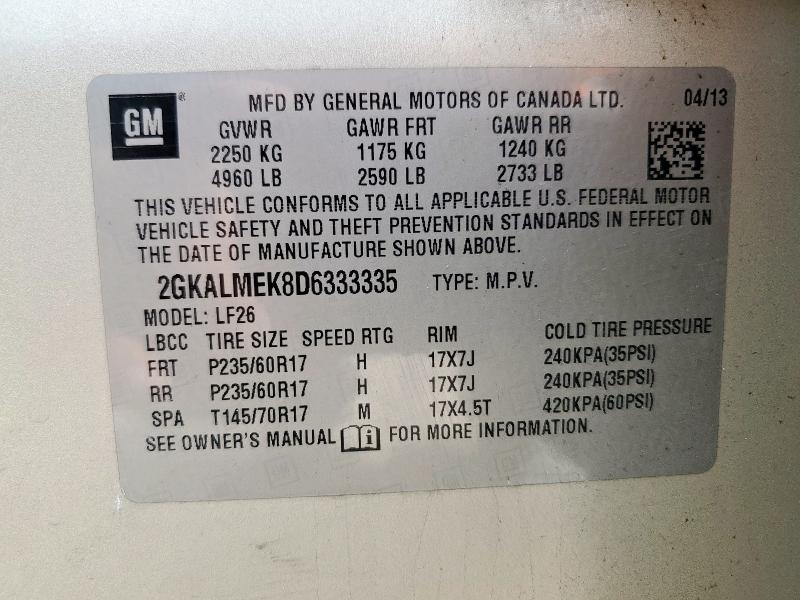 GM ® MFD BY GENERAL MOTORS OF CANADA LTD. 04/13
GVWR GAWR FRT GAWR RR
2250 KG 1175 KG 1240 KG
4960 LB 2590 LB 2733 LB
THIS VEHICLE CONFORMS TO ALL APPLICABLE U.S. FEDERAL MOTOR
VEHICLE SAFETY AND THEFT PREVENTION STANDARDS IN EFFECT ON
THE DATE OF MANUFACTURE SHOWN ABOVE.
2GKALMEK8D6333335 TYPE: M.P.V.
MODEL: LF26
LBCC TIRE SIZE SPEED RTG RIM COLD TIRE PRESSURE
FRT P235/60R17 H 17X7J 240KPA(35PSI)
RR P235/60R17 H 17X7J 240KPA(35PSI)
SPA T145/70R17 M 17X4.5T 420KPA(60PSI)
SEE OWNER'S MANUAL i FOR MORE INFORMATION.